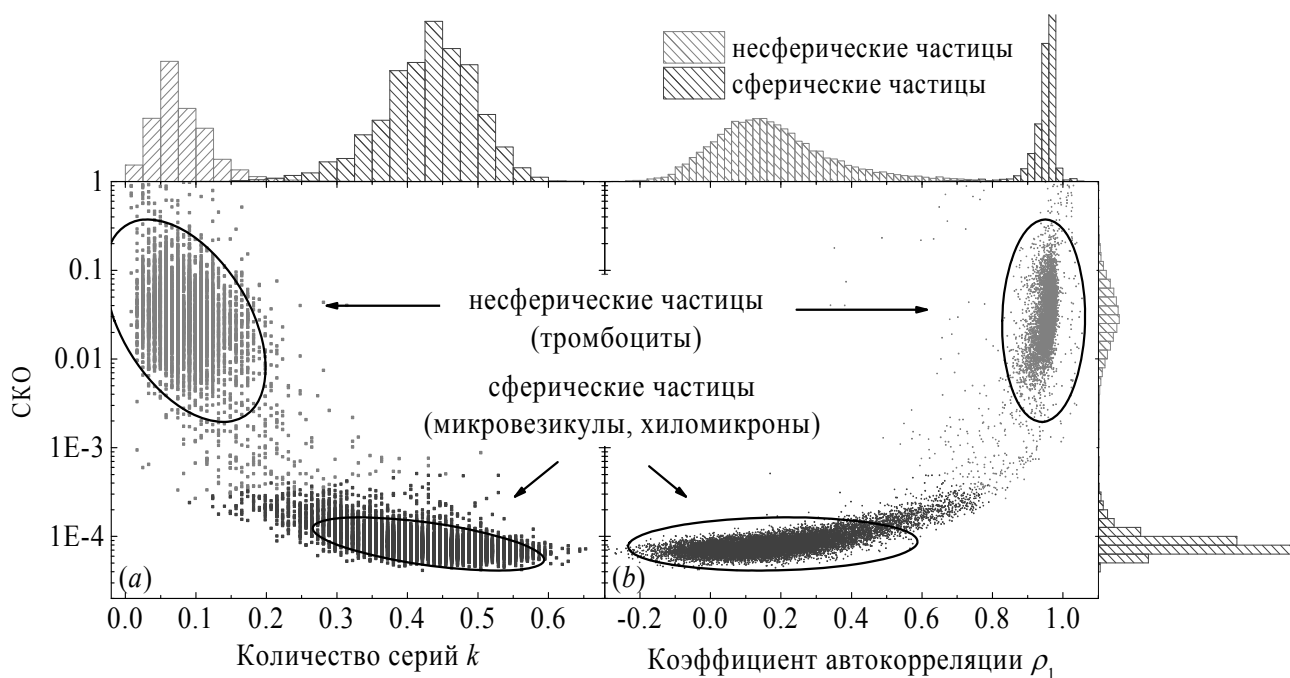 несферические частицы
сферические частицы
1
0.1
0.01
1E-3
1E-4
СКО
несферические частицы
(тромбоциты)
сферические частицы
(микровезикулы, хиломикроны)
(a)
(b)
0.0 0.1 0.2 0.3 0.4 0.5 0.6
-0.2 0.0 0.2 0.4 0.6 0.8 1.0
Количество серий k
Коэффициент автокорреляции ρ₁